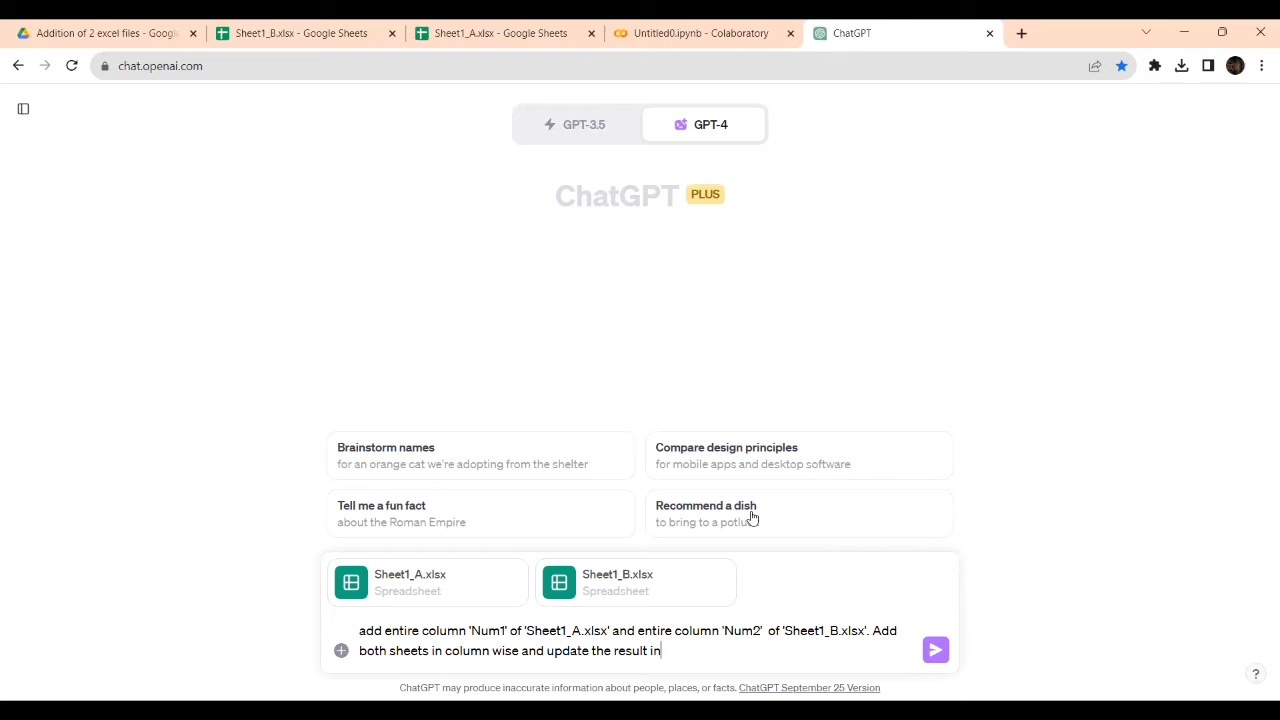 Addition of 2 excel files - Googl
Sheet1_B.xlsx - Google Sheets
Sheet1_A.xlsx - Google Sheets
Untitled0.ipynb - Colaboratory
ChatGPT
chat.openai.com
GPT-3.5
GPT-4
ChatGPT PLUS
Brainstorm names
for an orange cat we're adopting from the shelter
Compare design principles
for mobile apps and desktop software
Tell me a fun fact
about the Roman Empire
Recommend a dish
to bring to a
Sheet1_A.xlsx
Spreadsheet
Sheet1_B.xlsx
Spreadsheet
add entire column 'Num1' of 'Sheet1_A.xlsx' and entire column 'Num2' of 'Sheet1_B.xlsx'. Add
both sheets in column wise and update the result in
ChatGPT may produce inaccurate information about people, places, or facts. ChatGPT September 25 Version
?